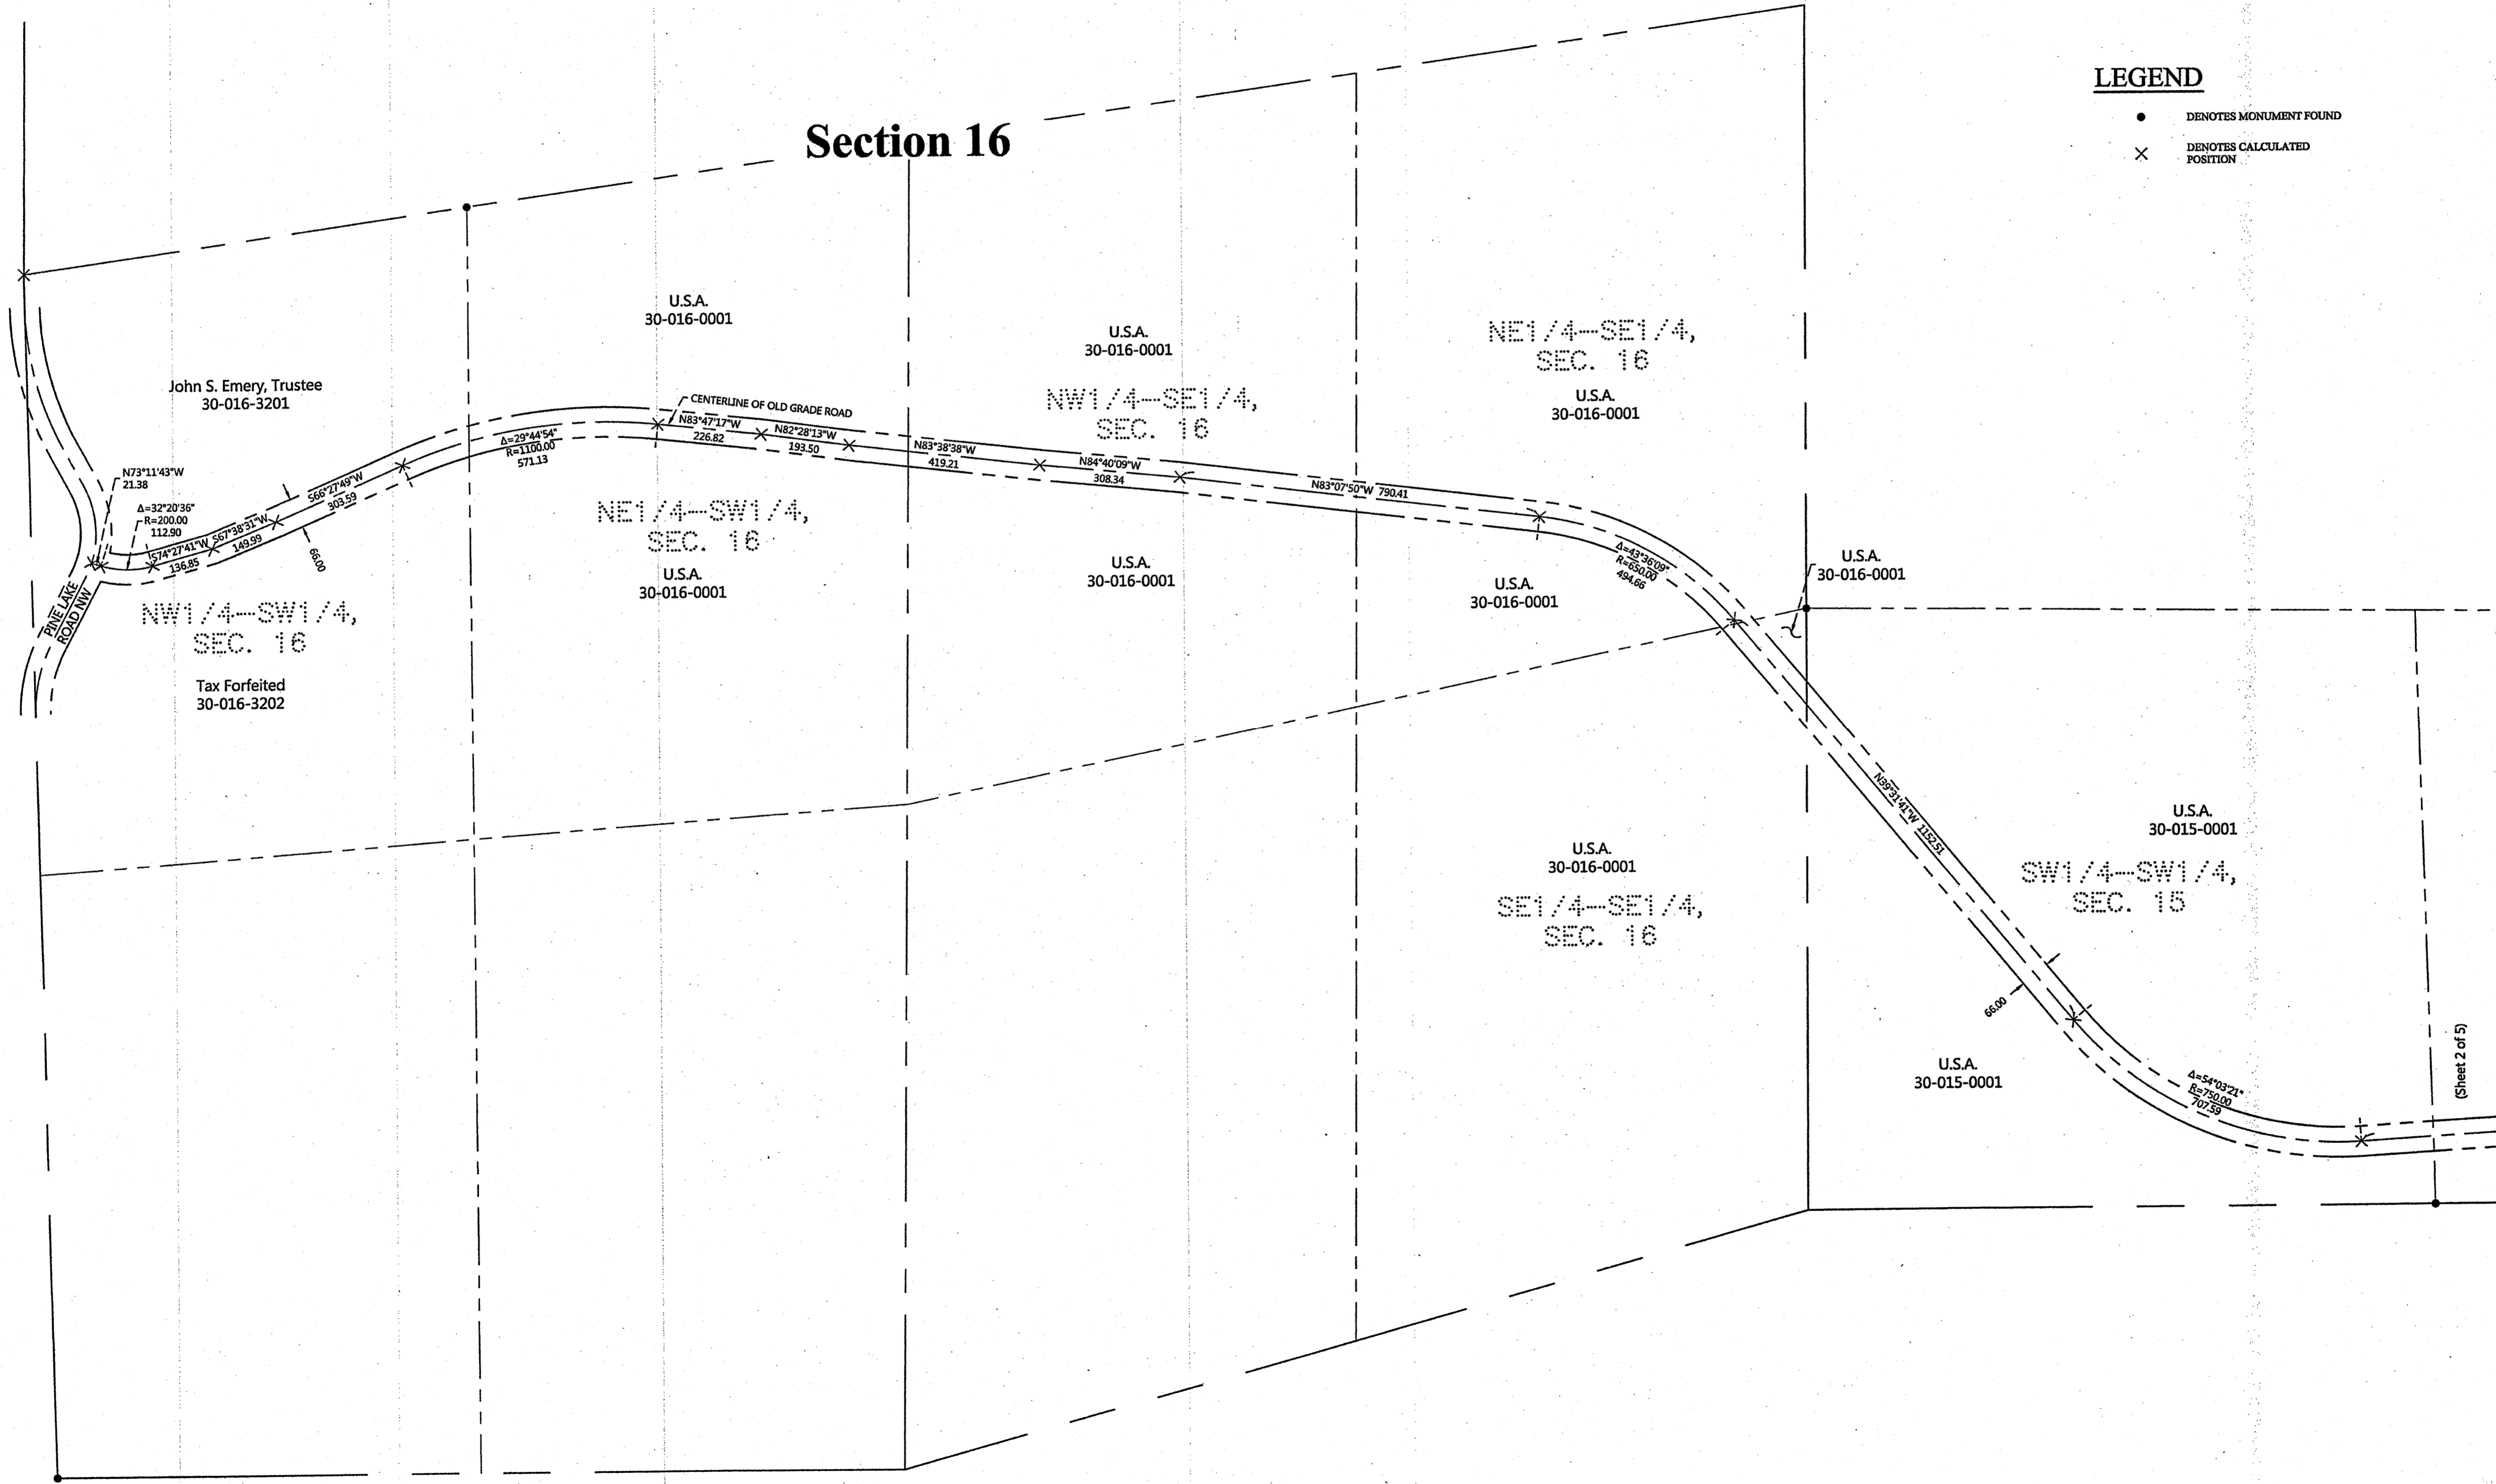 Section 16
LEGEND
DENOTES MONUMENT FOUND
DENOTES CALCULATED
POSITION
U.S.A.
30-016-0001
U.S.A.
30-016-0001
NE1/4-SE1/4,
SEC. 16
U.S.A.
30-016-0001
John S. Emery, Trustee
30-016-3201
NW1/4-SE1/4,
SEC. 16
CENTERLINE OF OLD GRADE ROAD
N73°11'43"W
21.38
Δ=32°20'36"
R=200.00
112.90
S74°27'41"W
136.85
S67°38'31"W
149.99
S66°27'49"W
303.59
66.00
Δ=29°44'54"
R=1100.00
571.13
N83°47'17"W
226.82
N82°28'13"W
193.50
N83°38'38"W
419.21
N84°40'09"W
308.34
N83°07'50"W 790.41
Δ=43°36'09"
R=650.00
494.66
U.S.A.
30-016-0001
NE1/4-SW1/4,
SEC. 16
U.S.A.
30-016-0001
U.S.A.
30-016-0001
U.S.A.
30-016-0001
PINE LAKE
ROAD NW
NW1/4-SW1/4,
SEC. 16
Tax Forfeited
30-016-3202
N39°31'41"W 1152.51
U.S.A.
30-015-0001
SW1/4-SW1/4,
SEC. 15
U.S.A.
30-016-0001
SE1/4-SE1/4,
SEC. 16
66.00
U.S.A.
30-015-0001
Δ=54°03'21"
R=750.00
707.59
(Sheet 2 of 5)